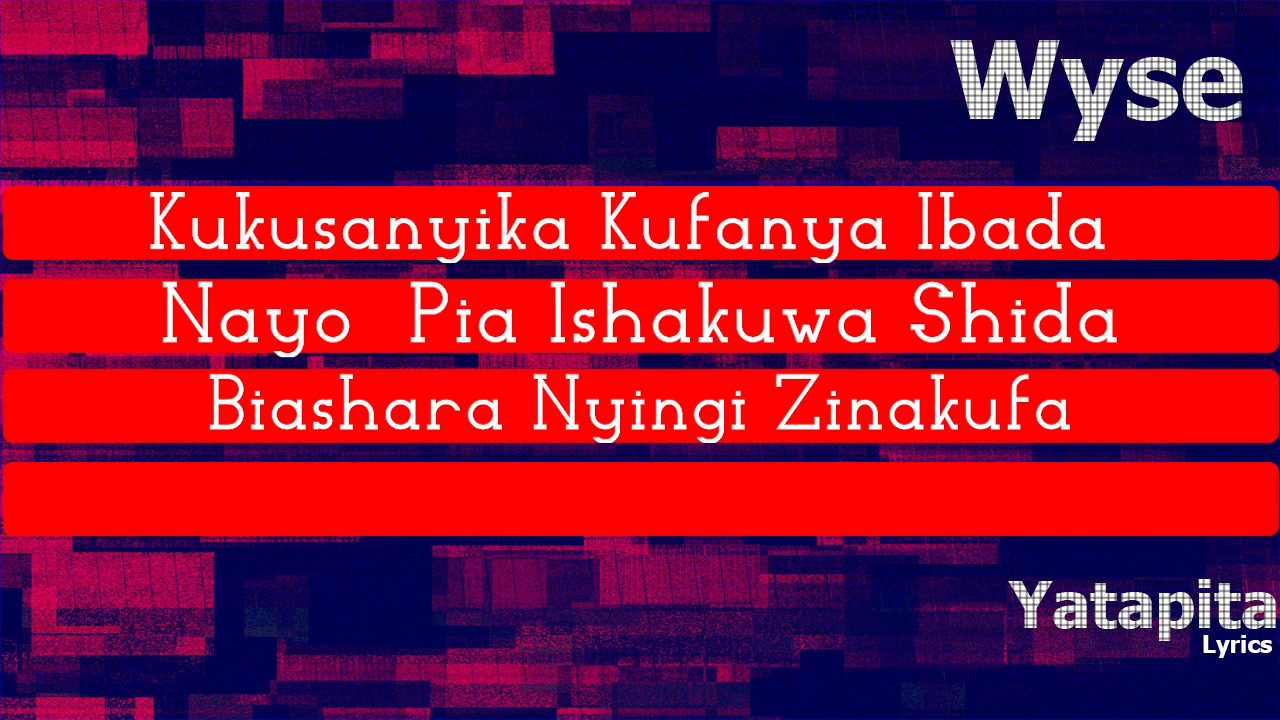 Wyse
Kukusanyika Kufanya Ibada
Nayo Pia Ishakuwa Shida
Biashara Nyingi Zinakufa
Yatapita
Lyrics